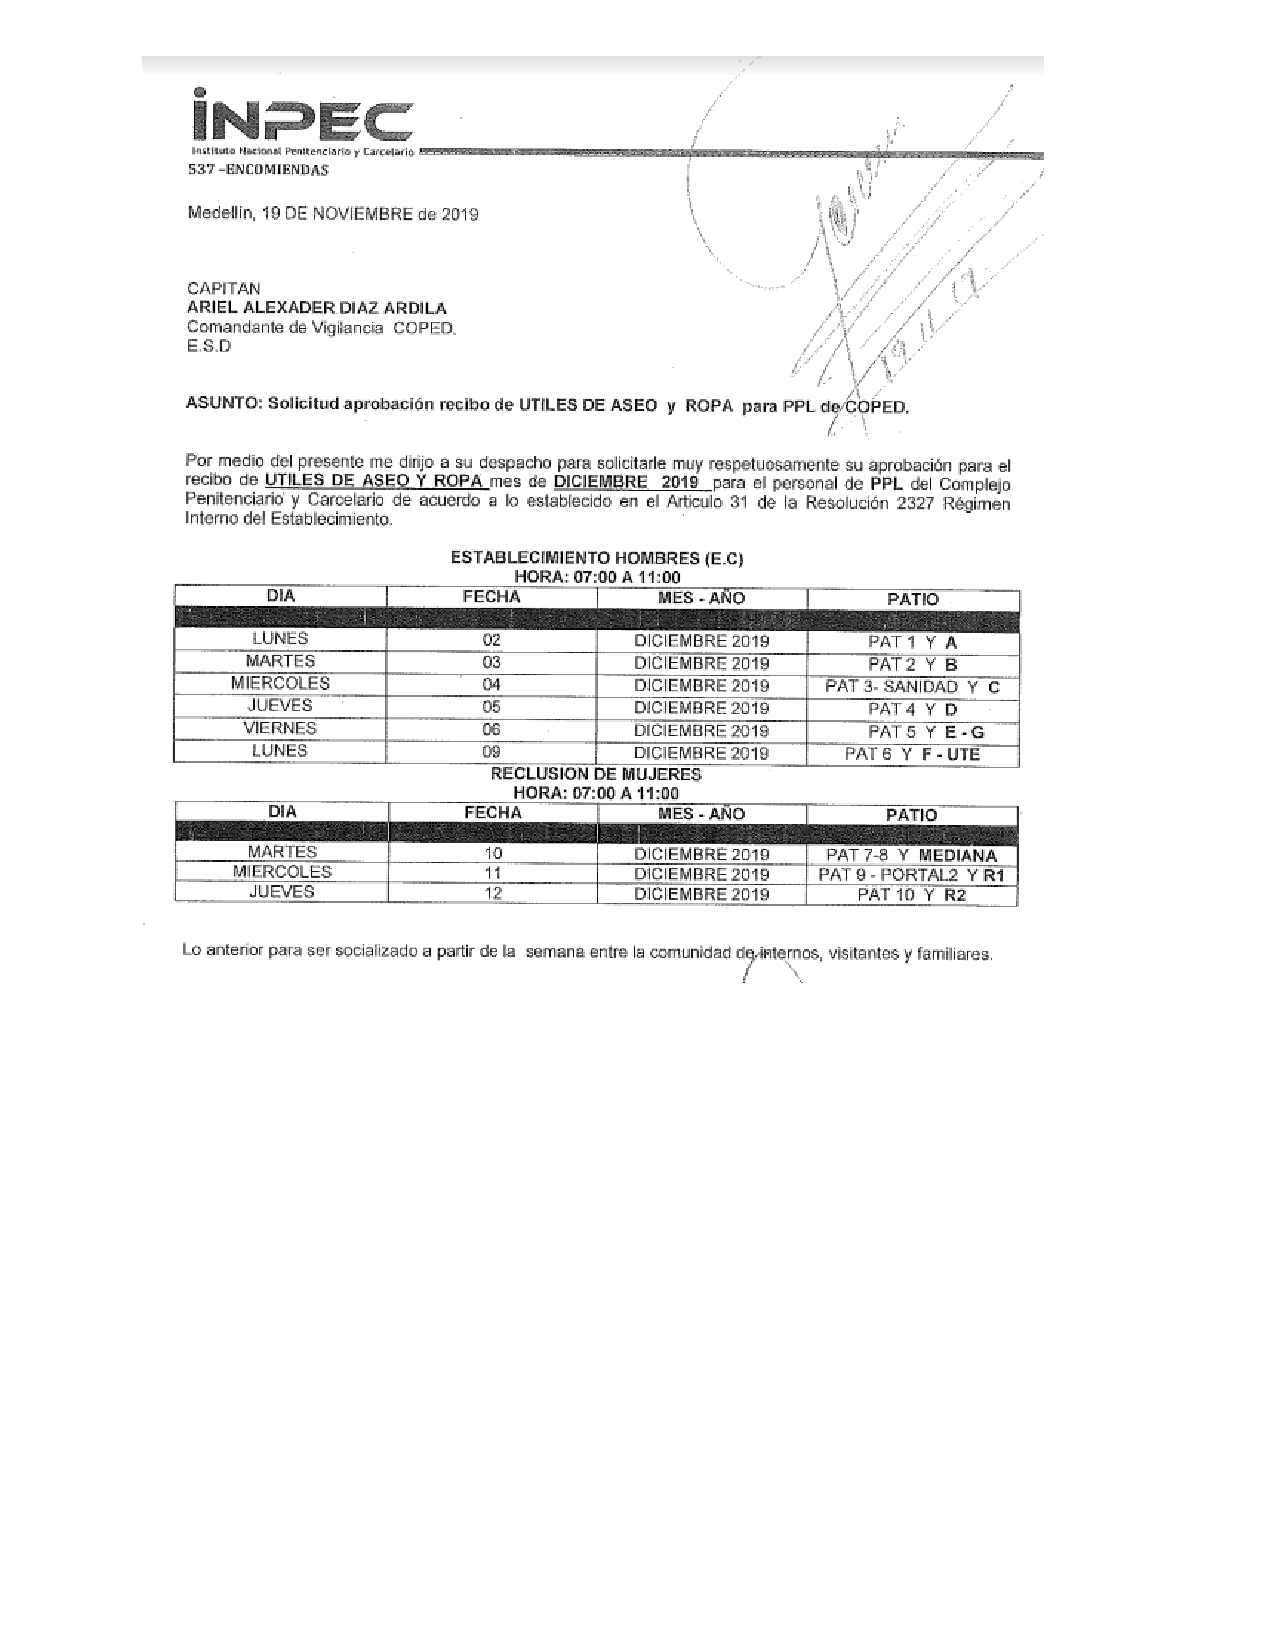 iNPEC
Instituto Nacional Penitenciario y Carcelario
537 –ENCOMIENDAS
Medellín, 19 DE NOVIEMBRE de 2019
CAPITAN
ARIEL ALEXADER DIAZ ARDILA
Comandante de Vigilancia COPED.
E.S.D
19 11 19.
ASUNTO: Solicitud aprobación recibo de UTILES DE ASEO y ROPA para PPL de COPED.
Por medio del presente me dirijo a su despacho para solicitarle muy respetuosamente su aprobación para el
recibo de UTILES DE ASEO Y ROPA mes de DICIEMBRE 2019 para el personal de PPL del Complejo
Penitenciario y Carcelario de acuerdo a lo establecido en el Articulo 31 de la Resolución 2327 Régimen
Interno del Establecimiento.
ESTABLECIMIENTO HOMBRES (E.C)
HORA: 07:00 A 11:00
DIA FECHA MES - AÑO PATIO
LUNES 02 DICIEMBRE 2019 PAT 1 Y A
MARTES 03 DICIEMBRE 2019 PAT 2 Y B
MIERCOLES 04 DICIEMBRE 2019 PAT 3- SANIDAD Y C
JUEVES 05 DICIEMBRE 2019 PAT 4 Y D
VIERNES 06 DICIEMBRE 2019 PAT 5 Y E - G
LUNES 09 DICIEMBRE 2019 PAT 6 Y F - UTE
RECLUSION DE MUJERES
HORA: 07:00 A 11:00
DIA FECHA MES - AÑO PATIO
MARTES 10 DICIEMBRE 2019 PAT 7-8 Y MEDIANA
MIERCOLES 11 DICIEMBRE 2019 PAT 9 - PORTAL2 Y R1
JUEVES 12 DICIEMBRE 2019 PAT 10 Y R2
Lo anterior para ser socializado a partir de la semana entre la comunidad de internos, visitantes y familiares.